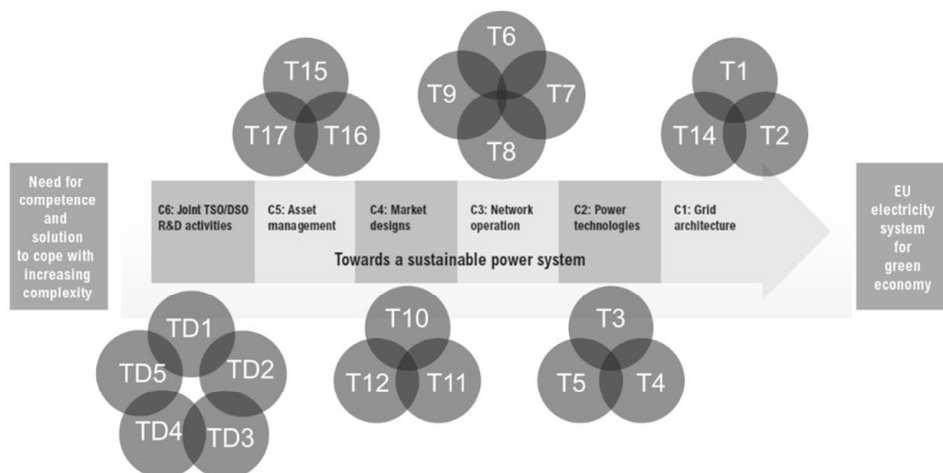 T15
T17
T16
T6
T9
T7
T8
T1
T14
T2
Need for
competence
and
solution
to cope with
increasing
complexity
C6: Joint TSO/DSO
R&D activities
C5: Asset
management
C4: Market
designs
C3: Network
operation
C2: Power
technologies
C1: Grid
architecture
Towards a sustainable power system
EU
electricity
system
for
green
economy
TD1
TD5
TD2
TD4
TD3
T10
T12
T11
T3
T5
T4